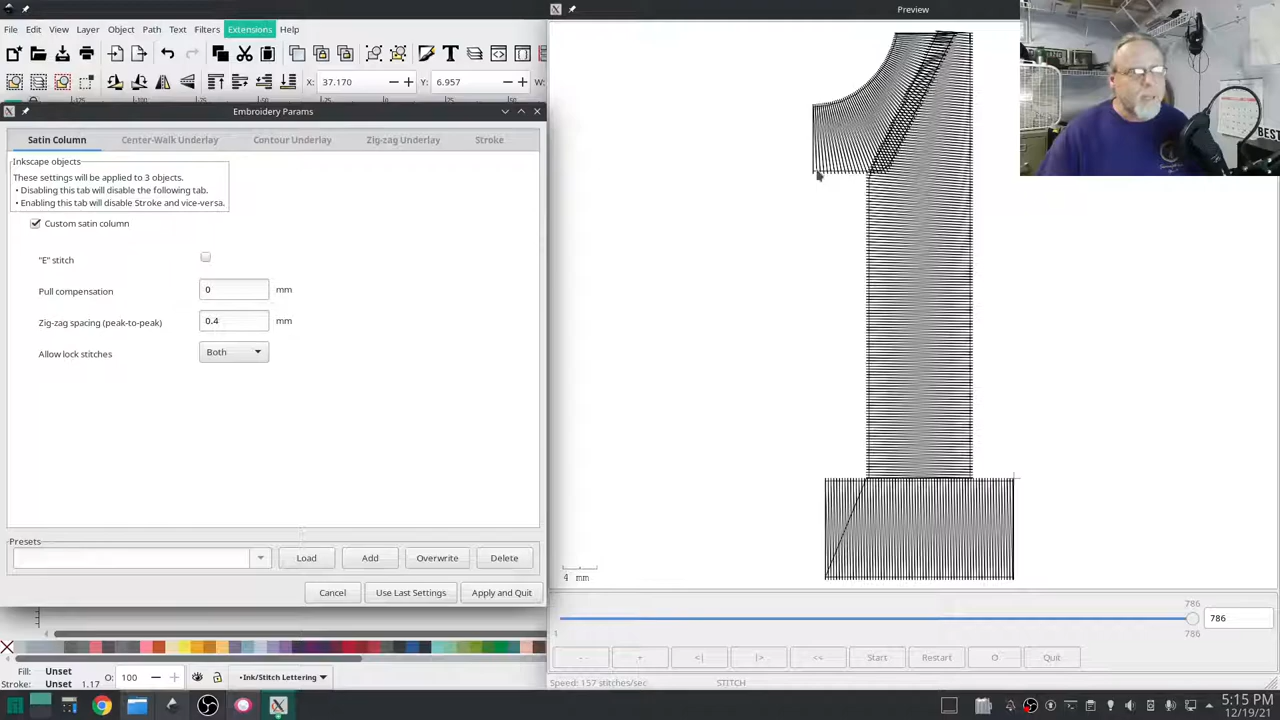 Preview
File Edit View Layer Object Path Text Filters Extensions Help
X: 37.170 Y: 6.957 W:
Embroidery Params
Satin Column Center-Walk Underlay Contour Underlay Zig-zag Underlay Stroke
Inkscape objects
These settings will be applied to 3 objects.
• Disabling this tab will disable the following tab.
• Enabling this tab will disable Stroke and vice-versa.
Custom satin column
"E" stitch
Pull compensation 0 mm
Zig-zag spacing (peak-to-peak) 0.4 mm
Allow lock stitches Both
Presets
Load Add Overwrite Delete
Cancel Use Last Settings Apply and Quit
4 mm
786
1 786 786
- - + <| |> << Start Restart O Quit
Speed: 157 stitches/sec STITCH
Fill: Unset
Stroke: Unset 1.17 O: 100 •Ink/Stitch Lettering
BEST
5:15 PM
12/19/21